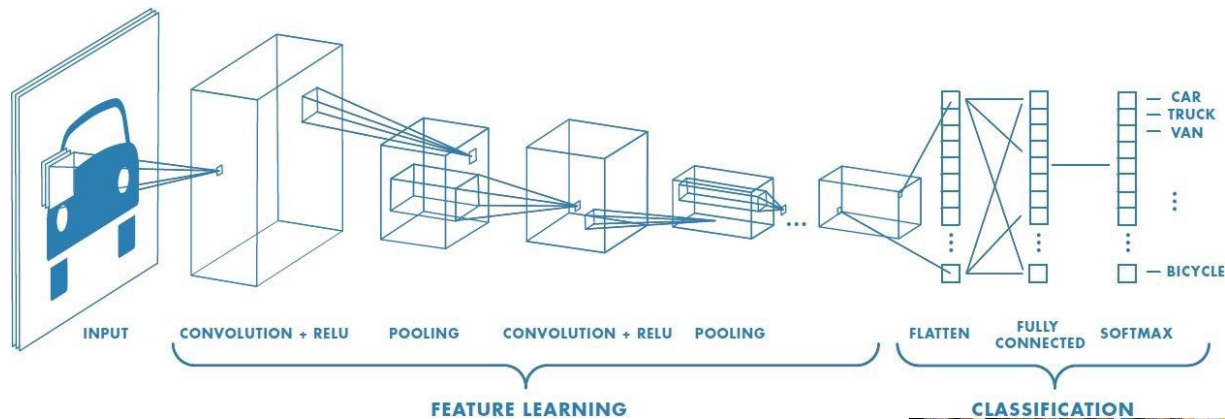 CAR
TRUCK
VAN
BICYCLE
INPUT
CONVOLUTION + RELU
POOLING
CONVOLUTION + RELU
POOLING
FLATTEN
FULLY
CONNECTED
SOFTMAX
FEATURE LEARNING
CLASSIFICATION